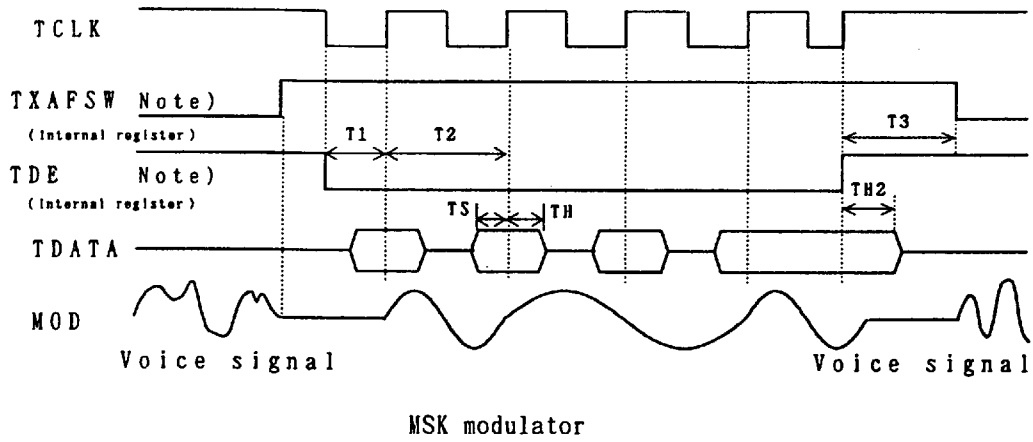 TCLK
TXAFSW Note)
(Internal register)
T1 T2 T3
TDE Note)
(Internal register)
TS TH TH2
TDATA
MOD
Voice signal Voice signal
MSK modulator